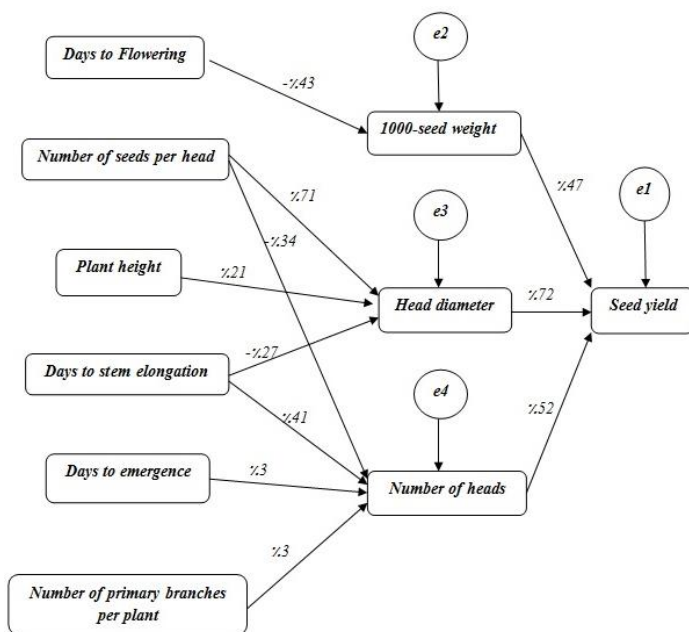 e2
Days to Flowering
-٪43
1000-seed weight
Number of seeds per head
٪71
٪47
e1
e3
-٪34
Plant height
٪21
Head diameter
٪72
Seed yield
-٪27
Days to stem elongation
e4
٪41
٪52
Days to emergence
٪3
Number of heads
٪3
Number of primary branches
per plant